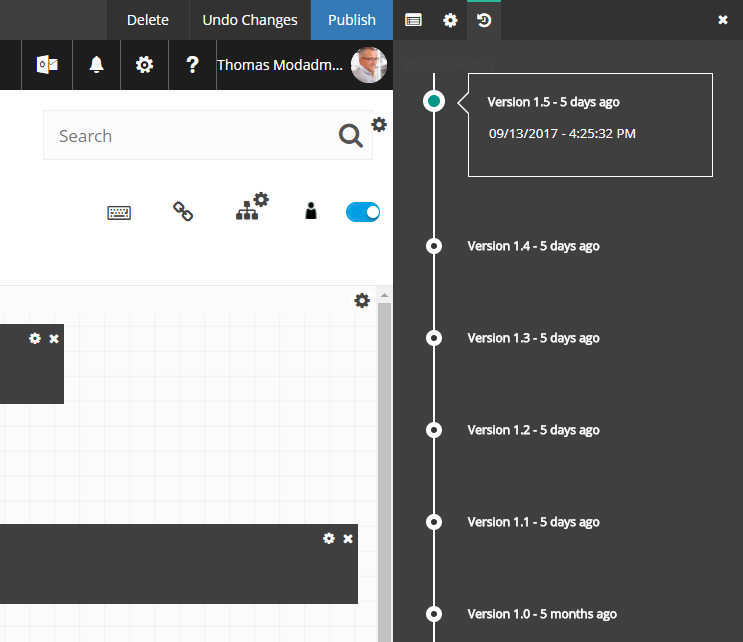 Delete
Undo Changes
Publish
Thomas Modadm...
Search
Version 1.5 - 5 days ago
09/13/2017 - 4:25:32 PM
Version 1.4 - 5 days ago
Version 1.3 - 5 days ago
Version 1.2 - 5 days ago
Version 1.1 - 5 days ago
Version 1.0 - 5 months ago